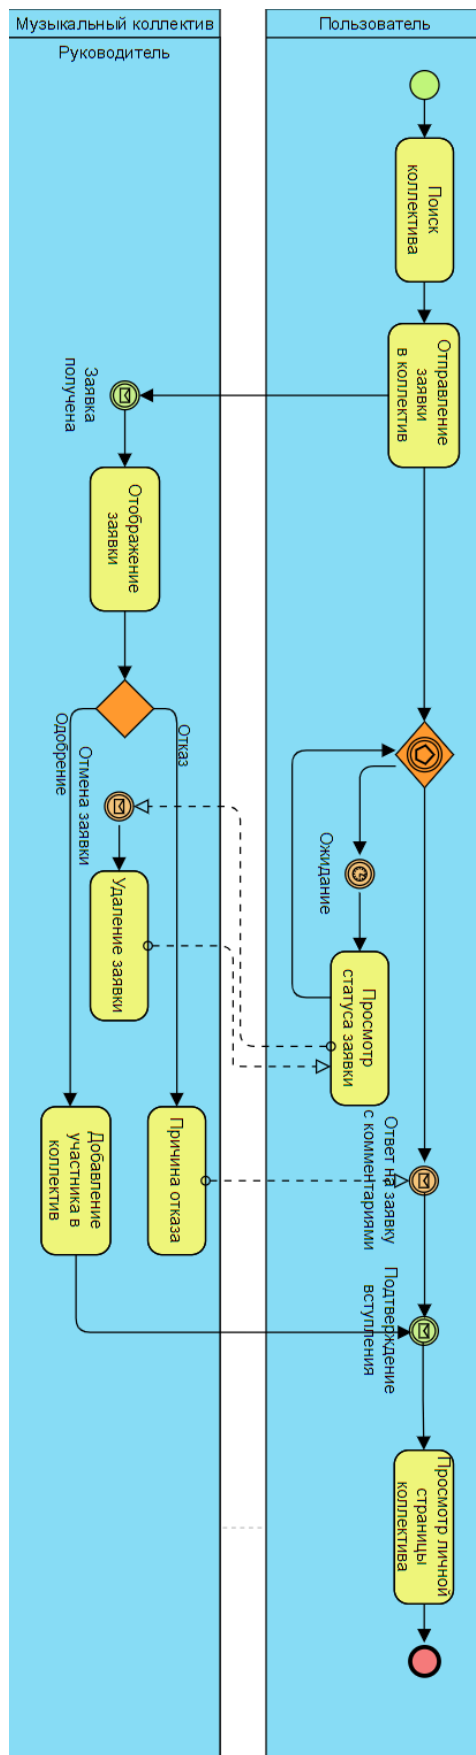 Музыкальный коллектив
Руководитель
Пользователь
Поиск
коллектива
Отправление
заявки
в коллектив
Заявка
получена
Отображение
заявки
Отказ
Одобрение
Отмена заявки
Удаление заявки
Ожидание
Просмотр
статуса заявки
Ответ на заявку
с комментариями
Причина отказа
Добавление
участника в
коллектив
Подтверждение
вступления
Просмотр личной
страницы
коллектива